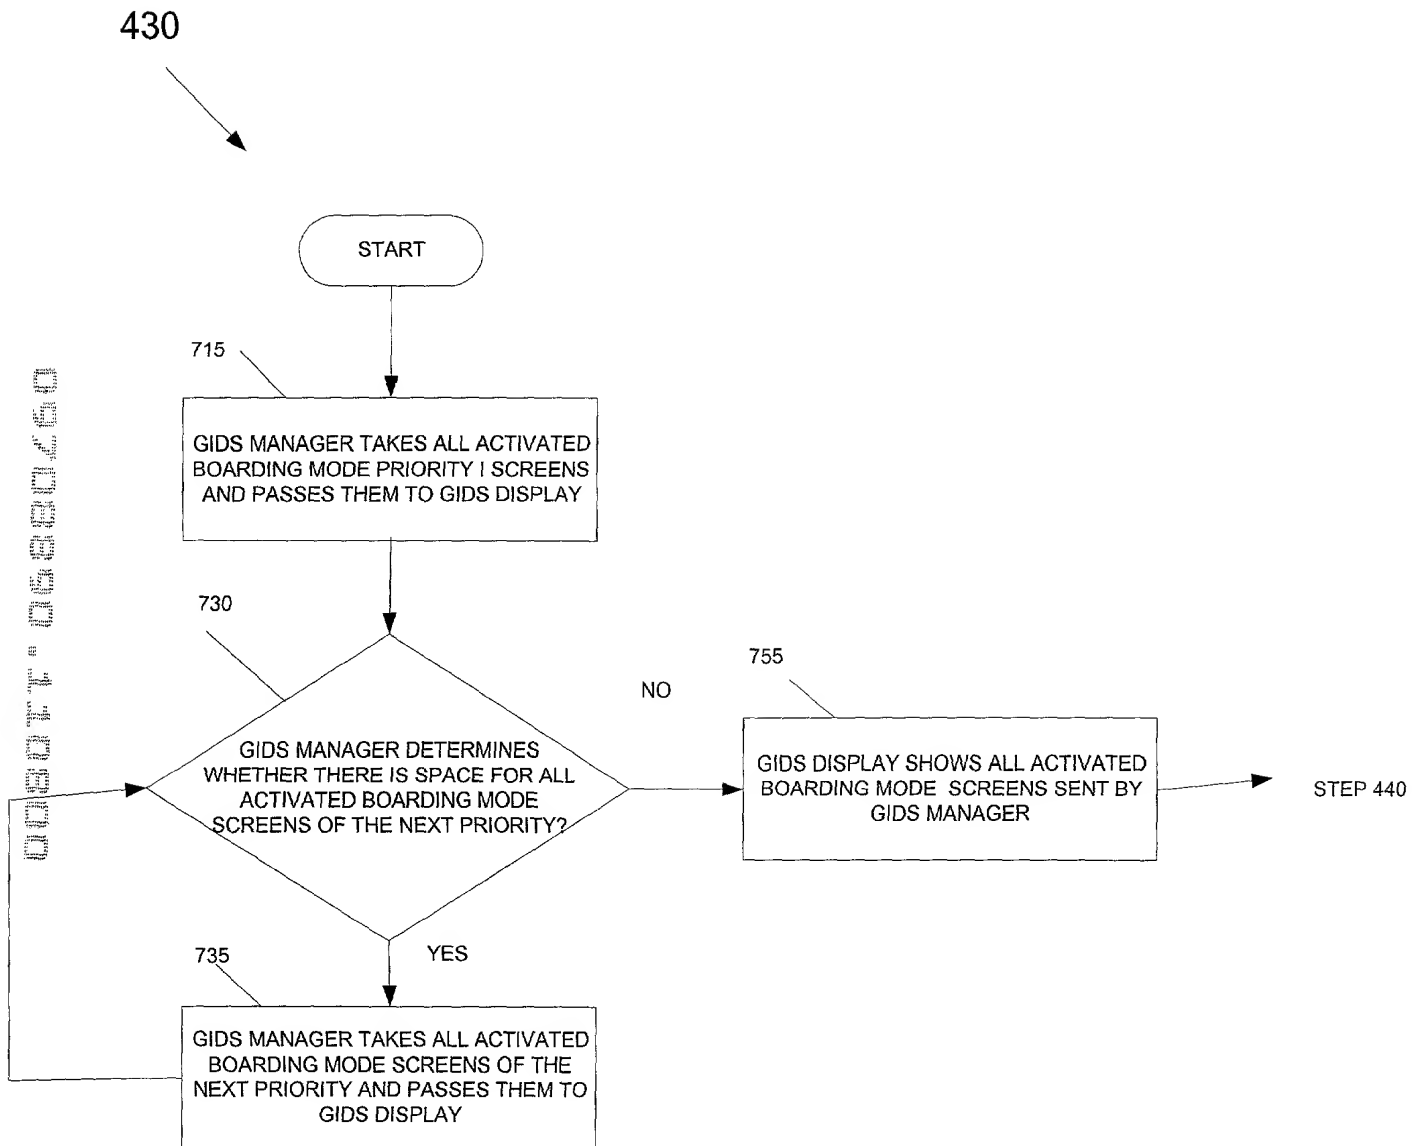 430
START
715
GIDS MANAGER TAKES ALL ACTIVATED
BOARDING MODE PRIORITY I SCREENS
AND PASSES THEM TO GIDS DISPLAY
730
GIDS MANAGER DETERMINES
WHETHER THERE IS SPACE FOR ALL
ACTIVATED BOARDING MODE
SCREENS OF THE NEXT PRIORITY?
NO
755
GIDS DISPLAY SHOWS ALL ACTIVATED
BOARDING MODE SCREENS SENT BY
GIDS MANAGER
STEP 440
YES
735
GIDS MANAGER TAKES ALL ACTIVATED
BOARDING MODE SCREENS OF THE
NEXT PRIORITY AND PASSES THEM TO
GIDS DISPLAY